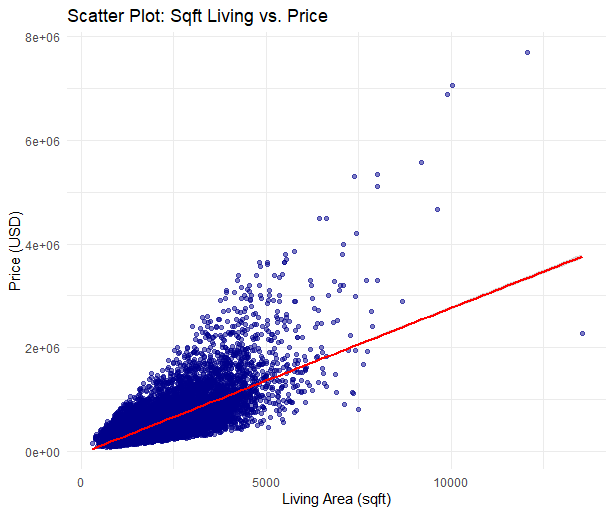 Scatter Plot: Sqft Living vs. Price
8e+06
6e+06
4e+06
2e+06
0e+00
Price (USD)
0
5000
10000
Living Area (sqft)